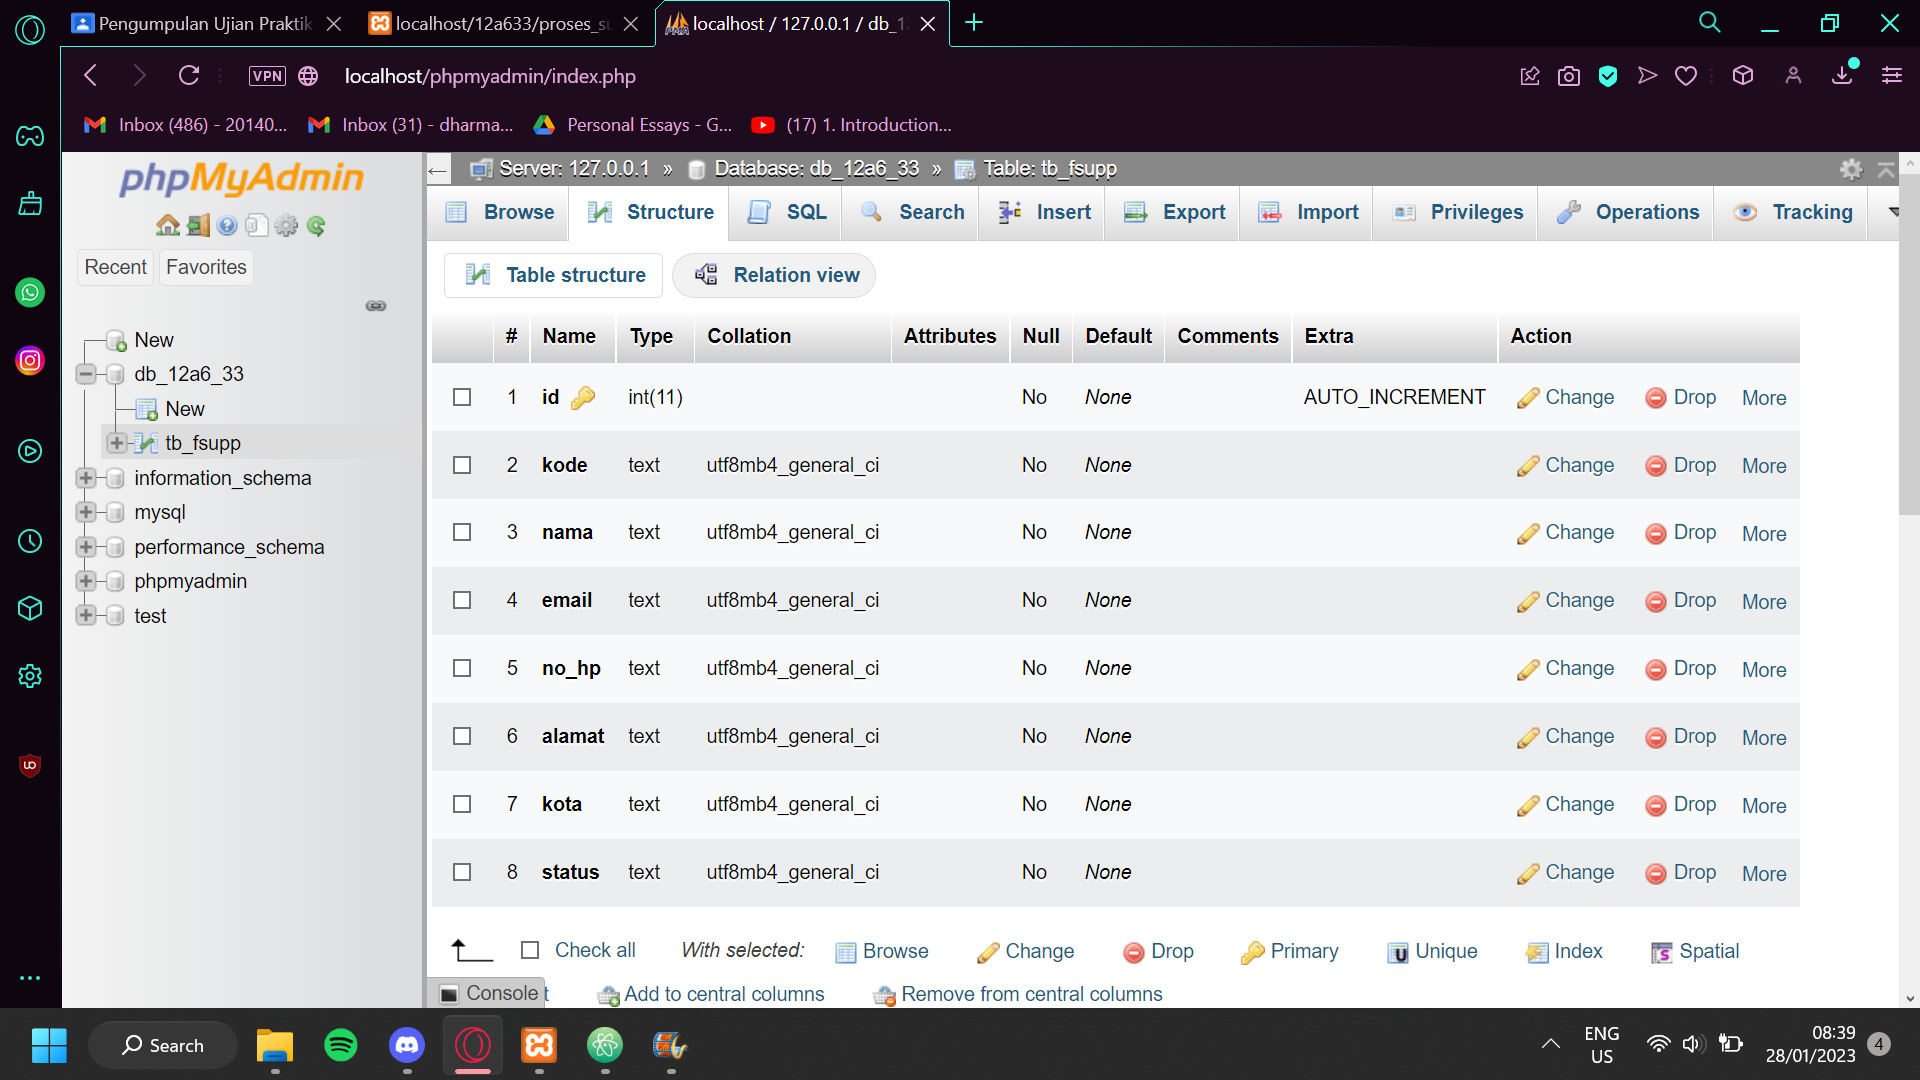 Pengumpulan Ujian Praktik
localhost/12a633/proses_su
localhost / 127.0.0.1 / db_12
VPN
localhost/phpmyadmin/index.php
Inbox (486) - 20140...
Inbox (31) - dharma...
Personal Essays - G...
(17) 1. Introduction...
phpMyAdmin
Recent Favorites
New
db_12a6_33
New
tb_fsupp
information_schema
mysql
performance_schema
phpmyadmin
test
Server: 127.0.0.1 » Database: db_12a6_33 » Table: tb_fsupp
Browse Structure SQL Search Insert Export Import Privileges Operations Tracking
Table structure Relation view
# Name Type Collation Attributes Null Default Comments Extra Action
1 id int(11) No None AUTO_INCREMENT Change Drop More
2 kode text utf8mb4_general_ci No None Change Drop More
3 nama text utf8mb4_general_ci No None Change Drop More
4 email text utf8mb4_general_ci No None Change Drop More
5 no_hp text utf8mb4_general_ci No None Change Drop More
6 alamat text utf8mb4_general_ci No None Change Drop More
7 kota text utf8mb4_general_ci No None Change Drop More
8 status text utf8mb4_general_ci No None Change Drop More
Check all With selected: Browse Change Drop Primary Unique Index Spatial
Console t Add to central columns Remove from central columns
Search
ENG
US
08:39
28/01/2023
4